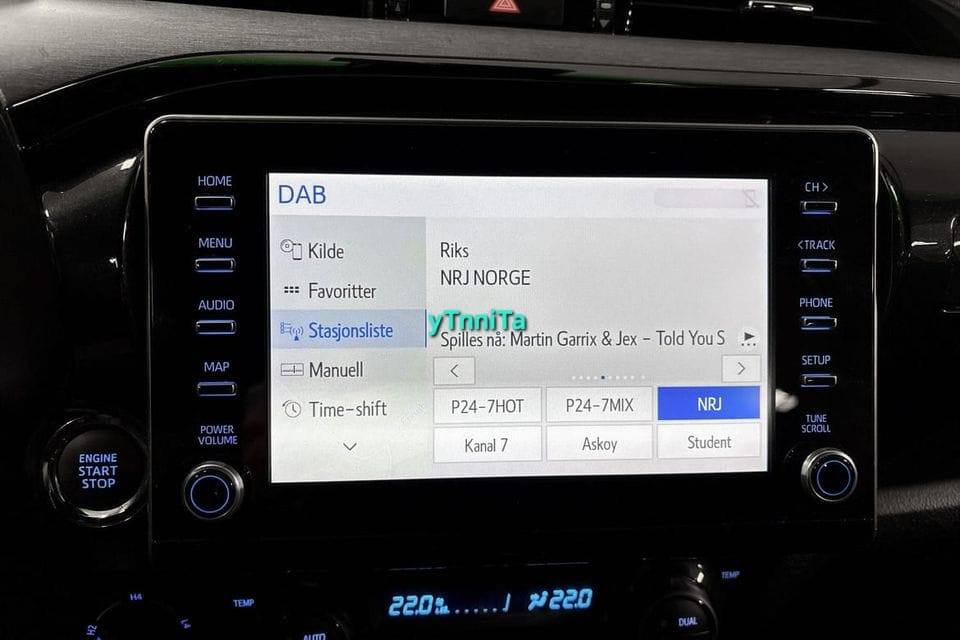 HOME
MENU
AUDIO
MAP
POWER
VOLUME
ENGINE
START
STOP
DAB
Kilde
Favoritter
Stasjonsliste
Manuell
Time-shift
Riks
NRJ NORGE
yTnniTa
Spilles nå: Martin Garrix & Jex – Told You S
P24-7HOT
P24-7MIX
NRJ
Kanal 7
Askoy
Student
CH >
<TRACK
PHONE
SETUP
TUNE
SCROLL
H4
H2
TEMP
AUTO
22.0
22.0
TEMP
DUAL